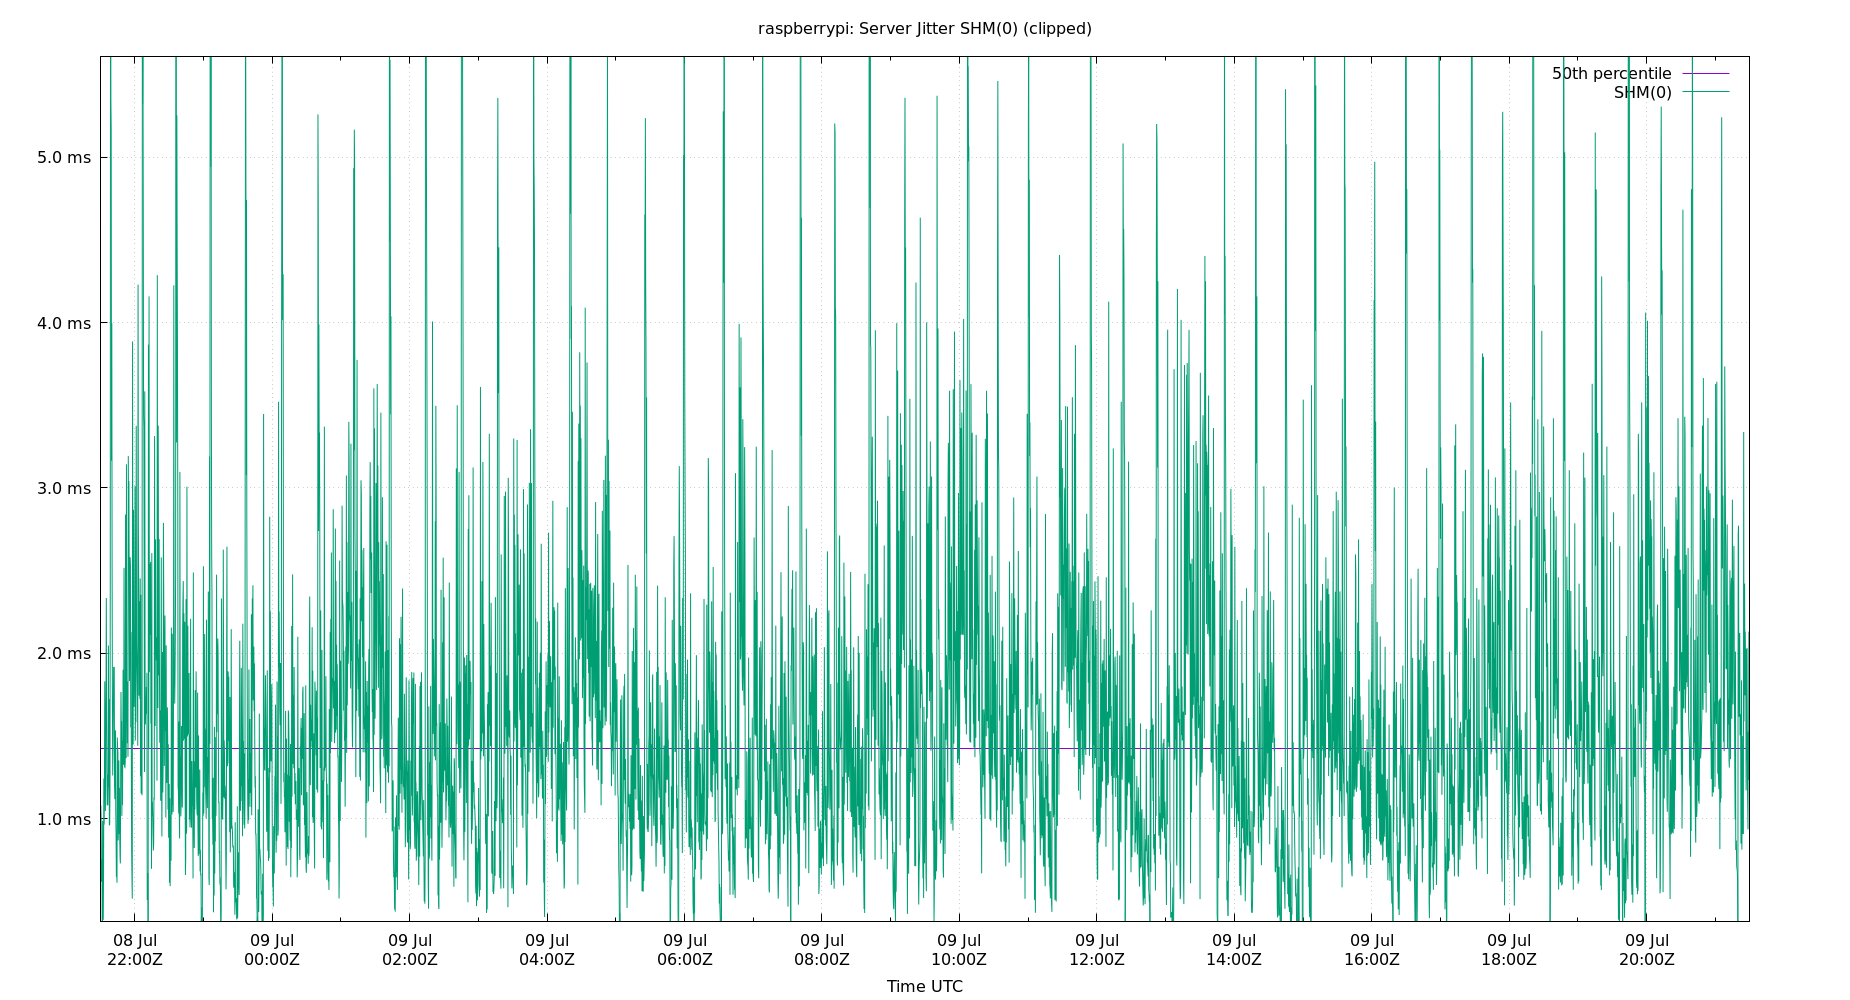 raspberrypi: Server Jitter SHM(0) (clipped)
50th percentile
SHM(0)
5.0 ms
4.0 ms
3.0 ms
2.0 ms
1.0 ms
08 Jul 09 Jul 09 Jul 09 Jul 09 Jul 09 Jul 09 Jul 09 Jul 09 Jul 09 Jul 09 Jul 09 Jul
22:00Z 00:00Z 02:00Z 04:00Z 06:00Z 08:00Z 10:00Z 12:00Z 14:00Z 16:00Z 18:00Z 20:00Z
Time UTC